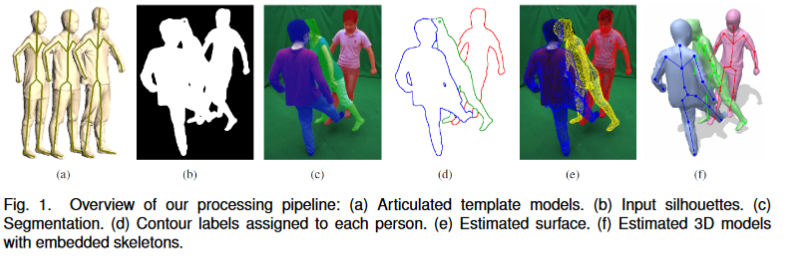 (a) (b) (c) (d) (e) (f)
Fig. 1. Overview of our processing pipeline: (a) Articulated template models. (b) Input silhouettes. (c)
Segmentation. (d) Contour labels assigned to each person. (e) Estimated surface. (f) Estimated 3D models
with embedded skeletons.